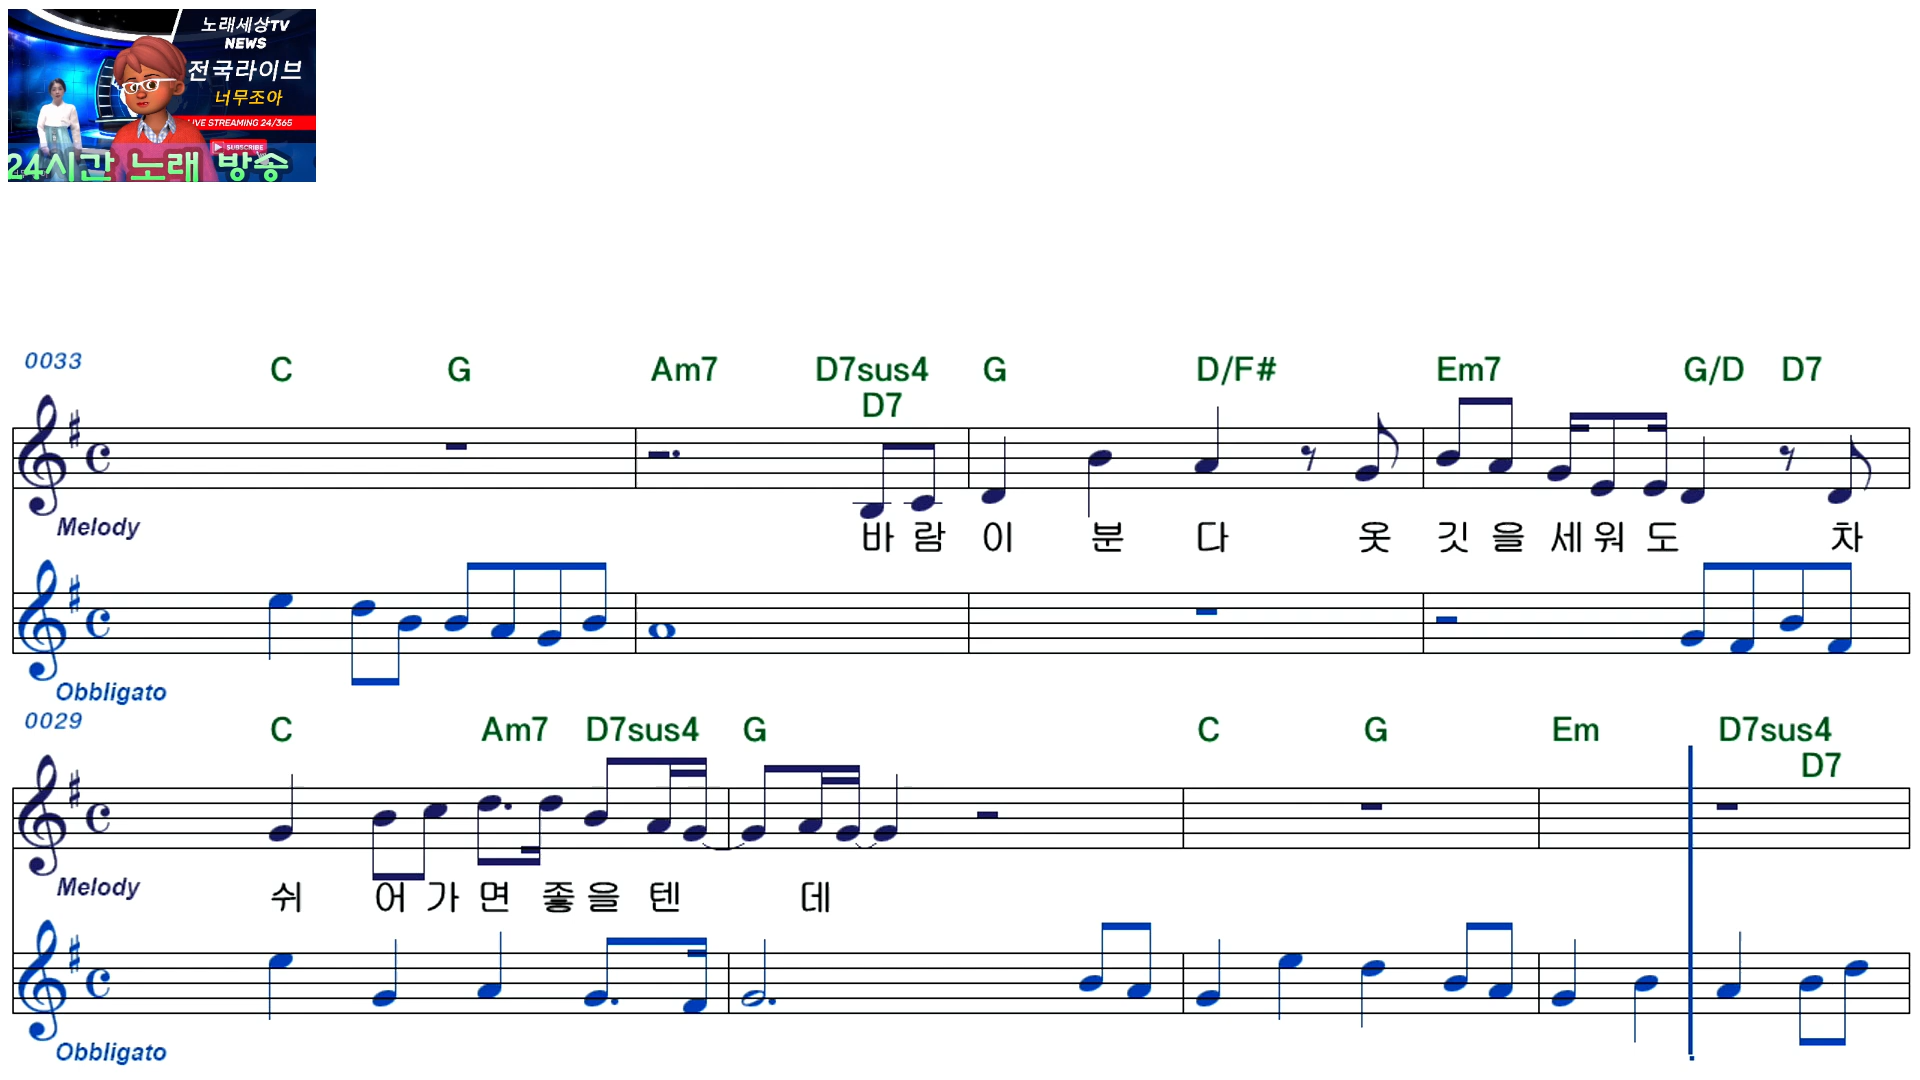 노래세상TV
NEWS
전국라이브
너무조아
LIVE STREAMING 24/365
SUBSCRIBE
24시간 노래 방송
0033
C G Am7 D7sus4 G D/F# Em7 G/D D7
D7
Melody
바 람 이 분 다 옷 깃 을 세 워 도 차
Obbligato
0029
C Am7 D7sus4 G C G Em D7sus4
D7
Melody
쉬 어 가 면 좋 을 텐 데
Obbligato